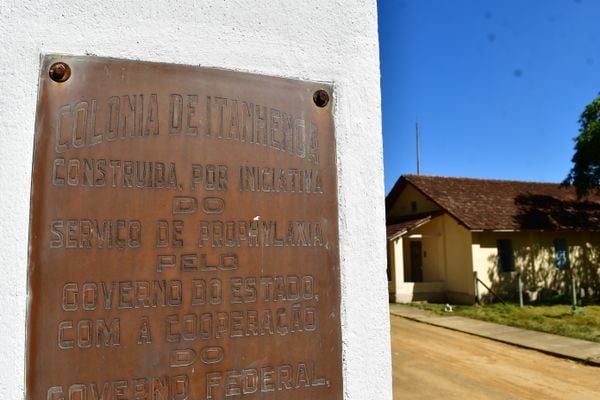 COLONIA DE ITANHENGA
CONSTRUIDA, POR INICIATIVA
DO
SERVIÇO DE PROPHYLAXIA
PELO
GOVERNO DO ESTADO,
COM A COOPERAÇÃO
DO
GOVERNO FEDERAL,